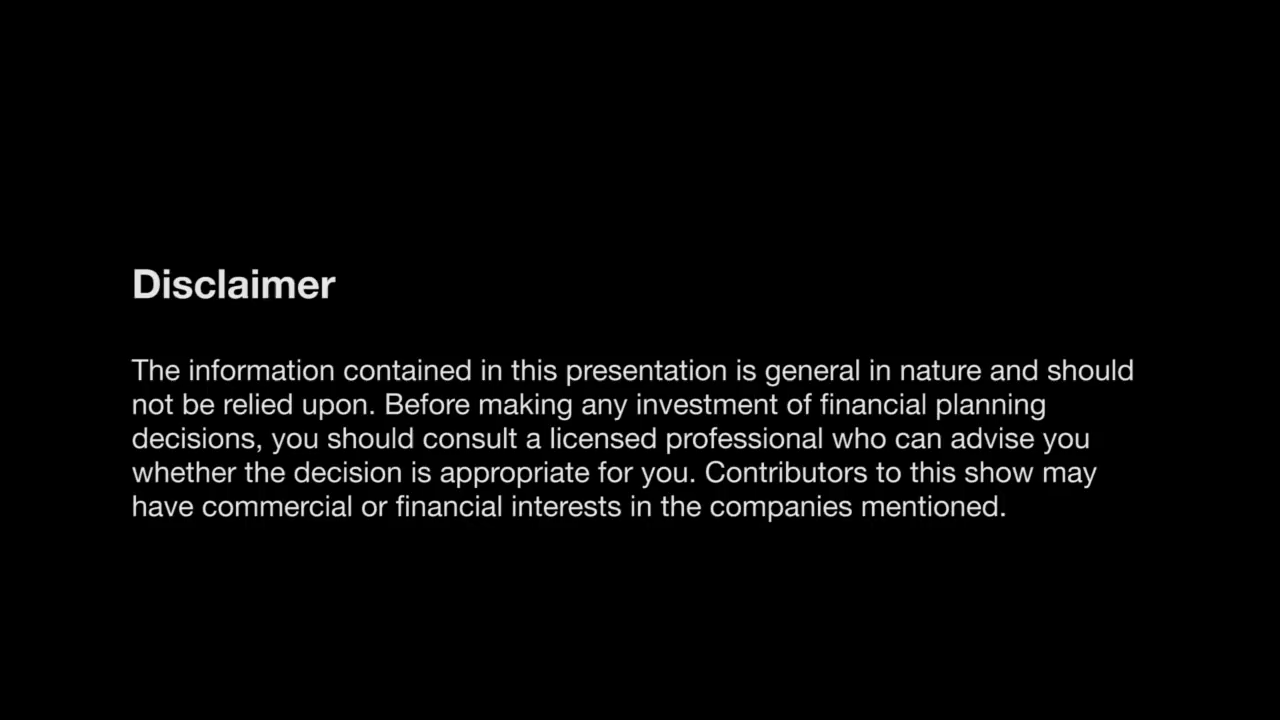 Disclaimer
The information contained in this presentation is general in nature and should
not be relied upon. Before making any investment of financial planning
decisions, you should consult a licensed professional who can advise you
whether the decision is appropriate for you. Contributors to this show may
have commercial or financial interests in the companies mentioned.